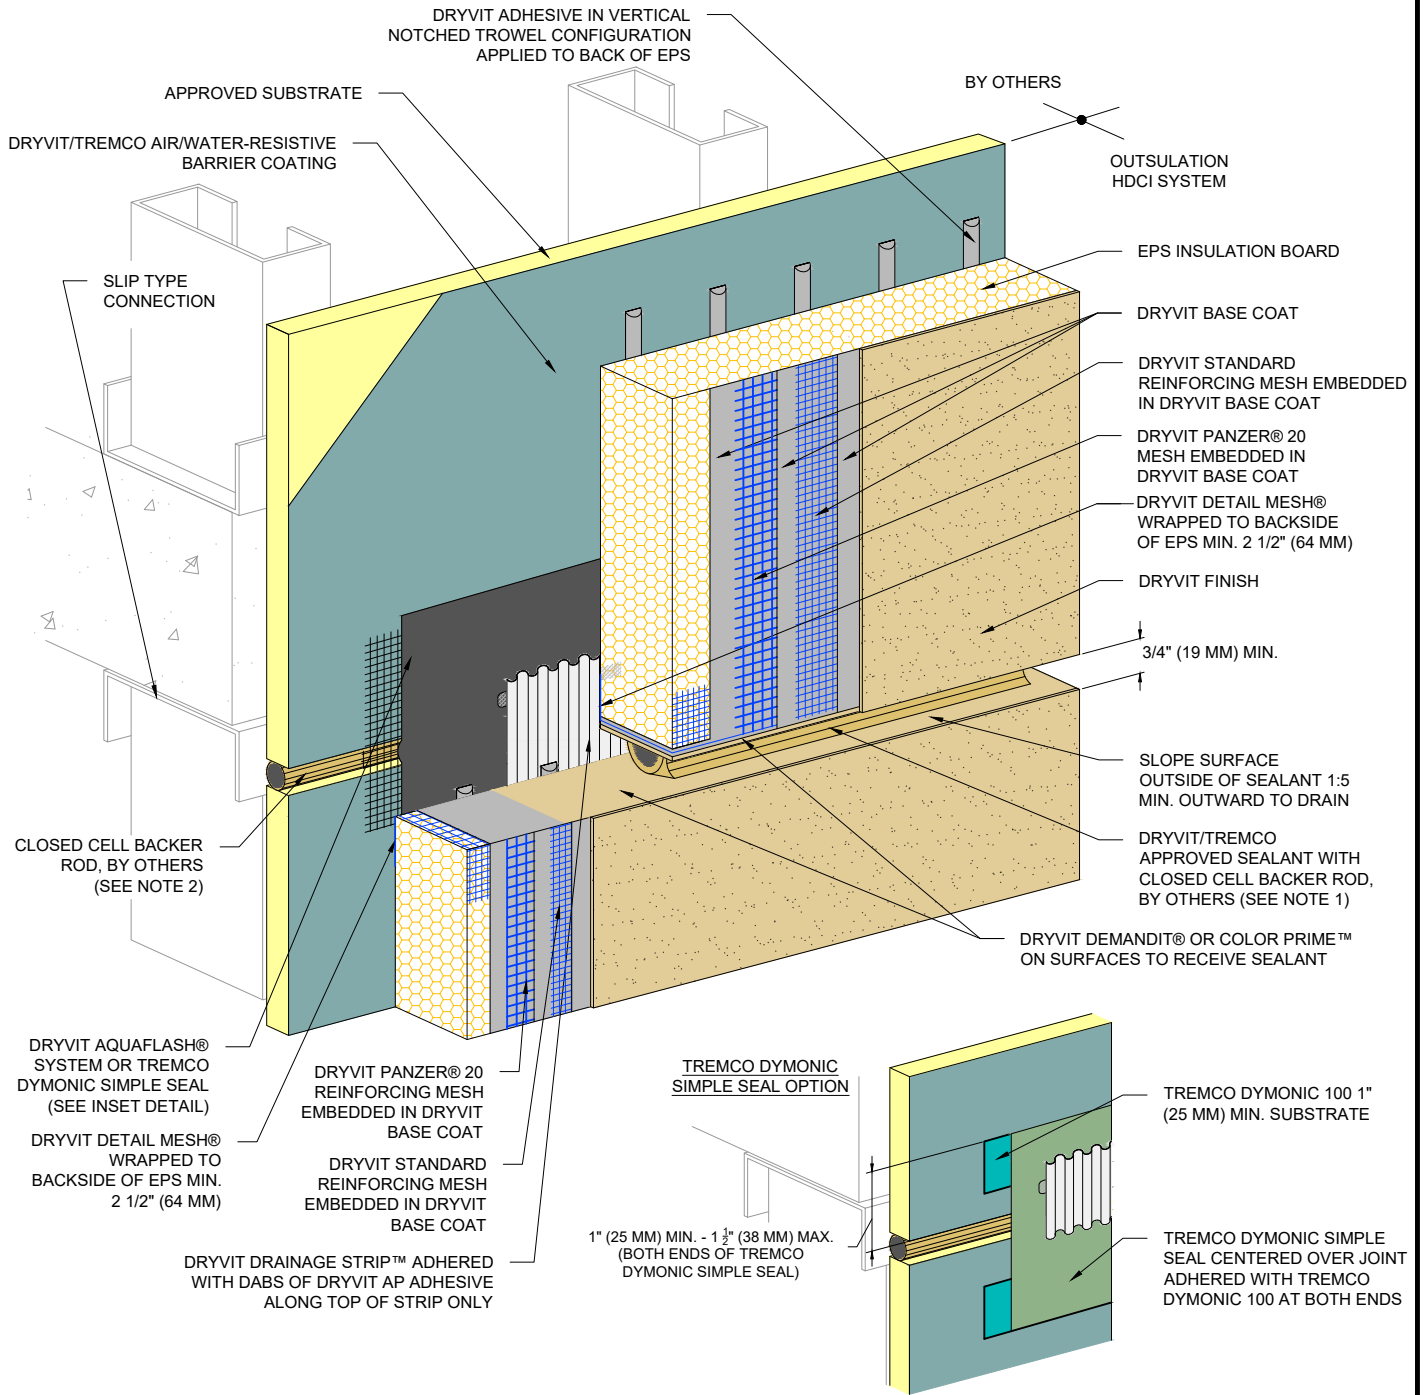 DRYVIT ADHESIVE IN VERTICAL
NOTCHED TROWEL CONFIGURATION
APPLIED TO BACK OF EPS
BY OTHERS
APPROVED SUBSTRATE
DRYVIT/TREMCO AIR/WATER-RESISTIVE
BARRIER COATING
OUTSULATION
HDCI SYSTEM
SLIP TYPE
CONNECTION
EPS INSULATION BOARD
DRYVIT BASE COAT
DRYVIT STANDARD
REINFORCING MESH EMBEDDED
IN DRYVIT BASE COAT
DRYVIT PANZER® 20
MESH EMBEDDED IN
DRYVIT BASE COAT
DRYVIT DETAIL MESH®
WRAPPED TO BACKSIDE
OF EPS MIN. 2 1/2" (64 MM)
DRYVIT FINISH
3/4" (19 MM) MIN.
SLOPE SURFACE
OUTSIDE OF SEALANT 1:5
MIN. OUTWARD TO DRAIN
DRYVIT/TREMCO
APPROVED SEALANT WITH
CLOSED CELL BACKER ROD,
BY OTHERS (SEE NOTE 1)
DRYVIT DEMANDIT® OR COLOR PRIME™
ON SURFACES TO RECEIVE SEALANT
CLOSED CELL BACKER
ROD, BY OTHERS
(SEE NOTE 2)
DRYVIT AQUAFLASH®
SYSTEM OR TREMCO
DYMONIC SIMPLE SEAL
(SEE INSET DETAIL)
DRYVIT DETAIL MESH®
WRAPPED TO
BACKSIDE OF EPS MIN.
2 1/2" (64 MM)
DRYVIT PANZER® 20
REINFORCING MESH
EMBEDDED IN DRYVIT
BASE COAT
DRYVIT STANDARD
REINFORCING MESH
EMBEDDED IN DRYVIT
BASE COAT
DRYVIT DRAINAGE STRIP™ ADHERED
WITH DABS OF DRYVIT AP ADHESIVE
ALONG TOP OF STRIP ONLY
TREMCO DYMONIC
SIMPLE SEAL OPTION
TREMCO DYMONIC 100 1"
(25 MM) MIN. SUBSTRATE
1" (25 MM) MIN. - 1 1/2" (38 MM) MAX.
(BOTH ENDS OF TREMCO
DYMONIC SIMPLE SEAL)
TREMCO DYMONIC SIMPLE
SEAL CENTERED OVER JOINT
ADHERED WITH TREMCO
DYMONIC 100 AT BOTH ENDS